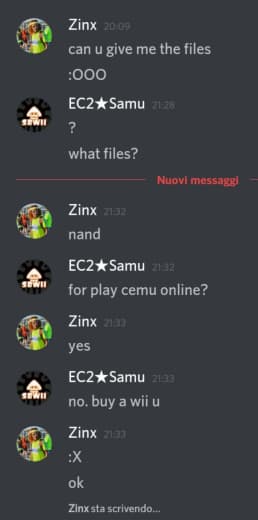 Zinx 20:09
can u give me the files
:OOO
EC2★Samu 21:28
?
what files?
Nuovi messaggi
Zinx 21:32
nand
EC2★Samu 21:32
for play cemu online?
Zinx 21:33
yes
EC2★Samu 21:33
no. buy a wii u
Zinx 21:33
:X
ok
Zinx sta scrivendo...